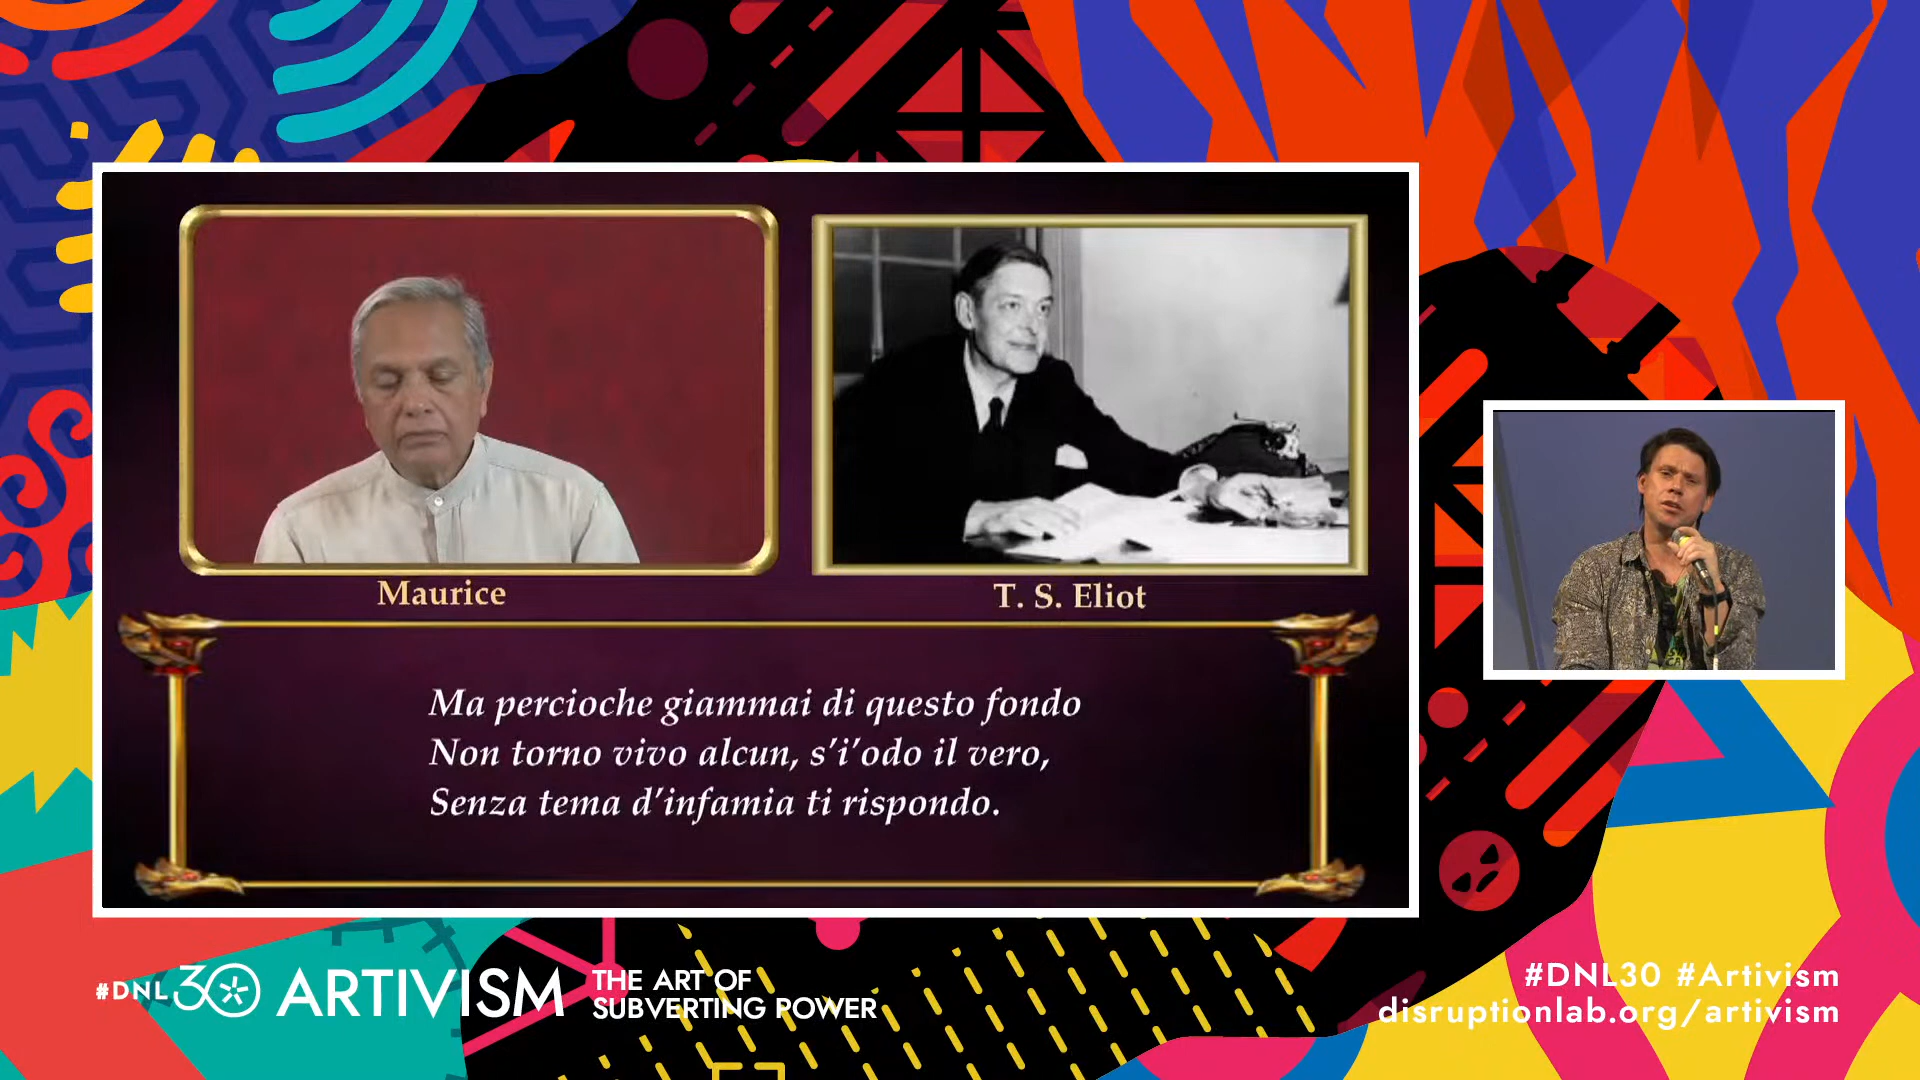 Maurice
T. S. Eliot
Ma percioche giammai di questo fondo
Non torno vivo alcun, s'i'odo il vero,
Senza tema d'infamia ti rispondo.
#DNL30 ARTIVISM
THE ART OF
SUBVERTING POWER
#DNL30 #Artivism
disruptionlab.org/artivism